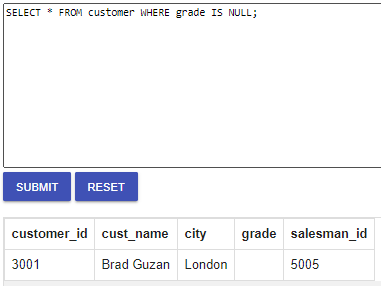 SELECT * FROM customer WHERE grade IS NULL;
SUBMIT RESET
customer_id cust_name city grade salesman_id
3001 Brad Guzan London 5005